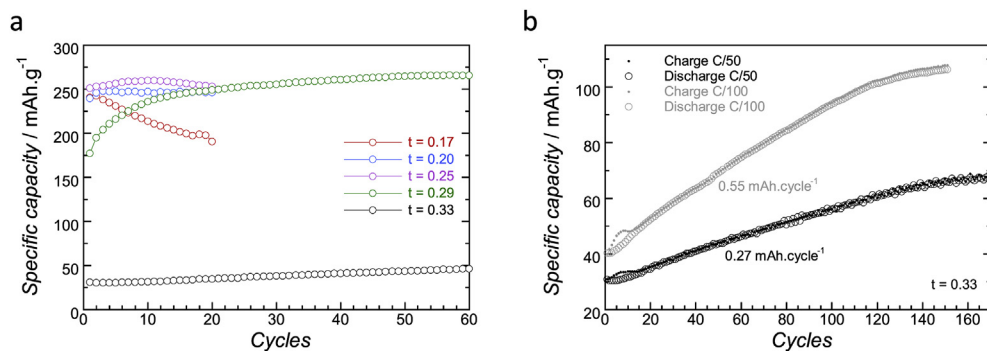 a
300
250
200
150
100
50
0
Specific capacity / mAh.g⁻¹
0 10 20 30 40 50 60
Cycles
t = 0.17
t = 0.20
t = 0.25
t = 0.29
t = 0.33
b
100
80
60
40
20
Specific capacity / mAh.g⁻¹
0 20 40 60 80 100 120 140 160
Cycles
Charge C/50
Discharge C/50
Charge C/100
Discharge C/100
0.55 mAh.cycle⁻¹
0.27 mAh.cycle⁻¹
t = 0.33